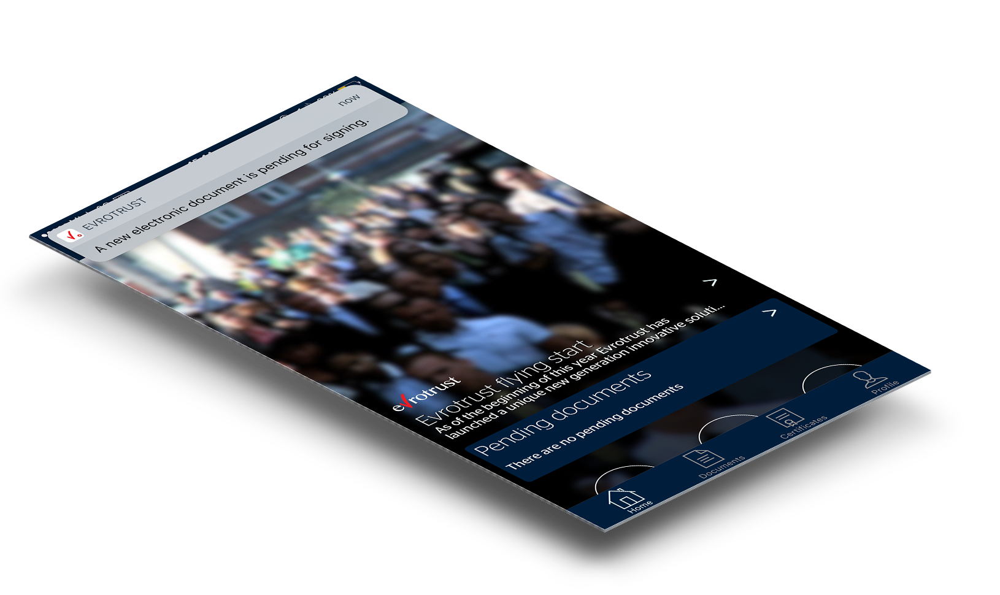 EVROTRUST
now
A new electronic document is pending for signing.
evrotrust
Evrotrust flying start
As of the beginning of this year Evrotrust has
launched a unique new generation innovative soluti...
Pending documents
There are no pending documents
Home
Documents
Certificates
Profile